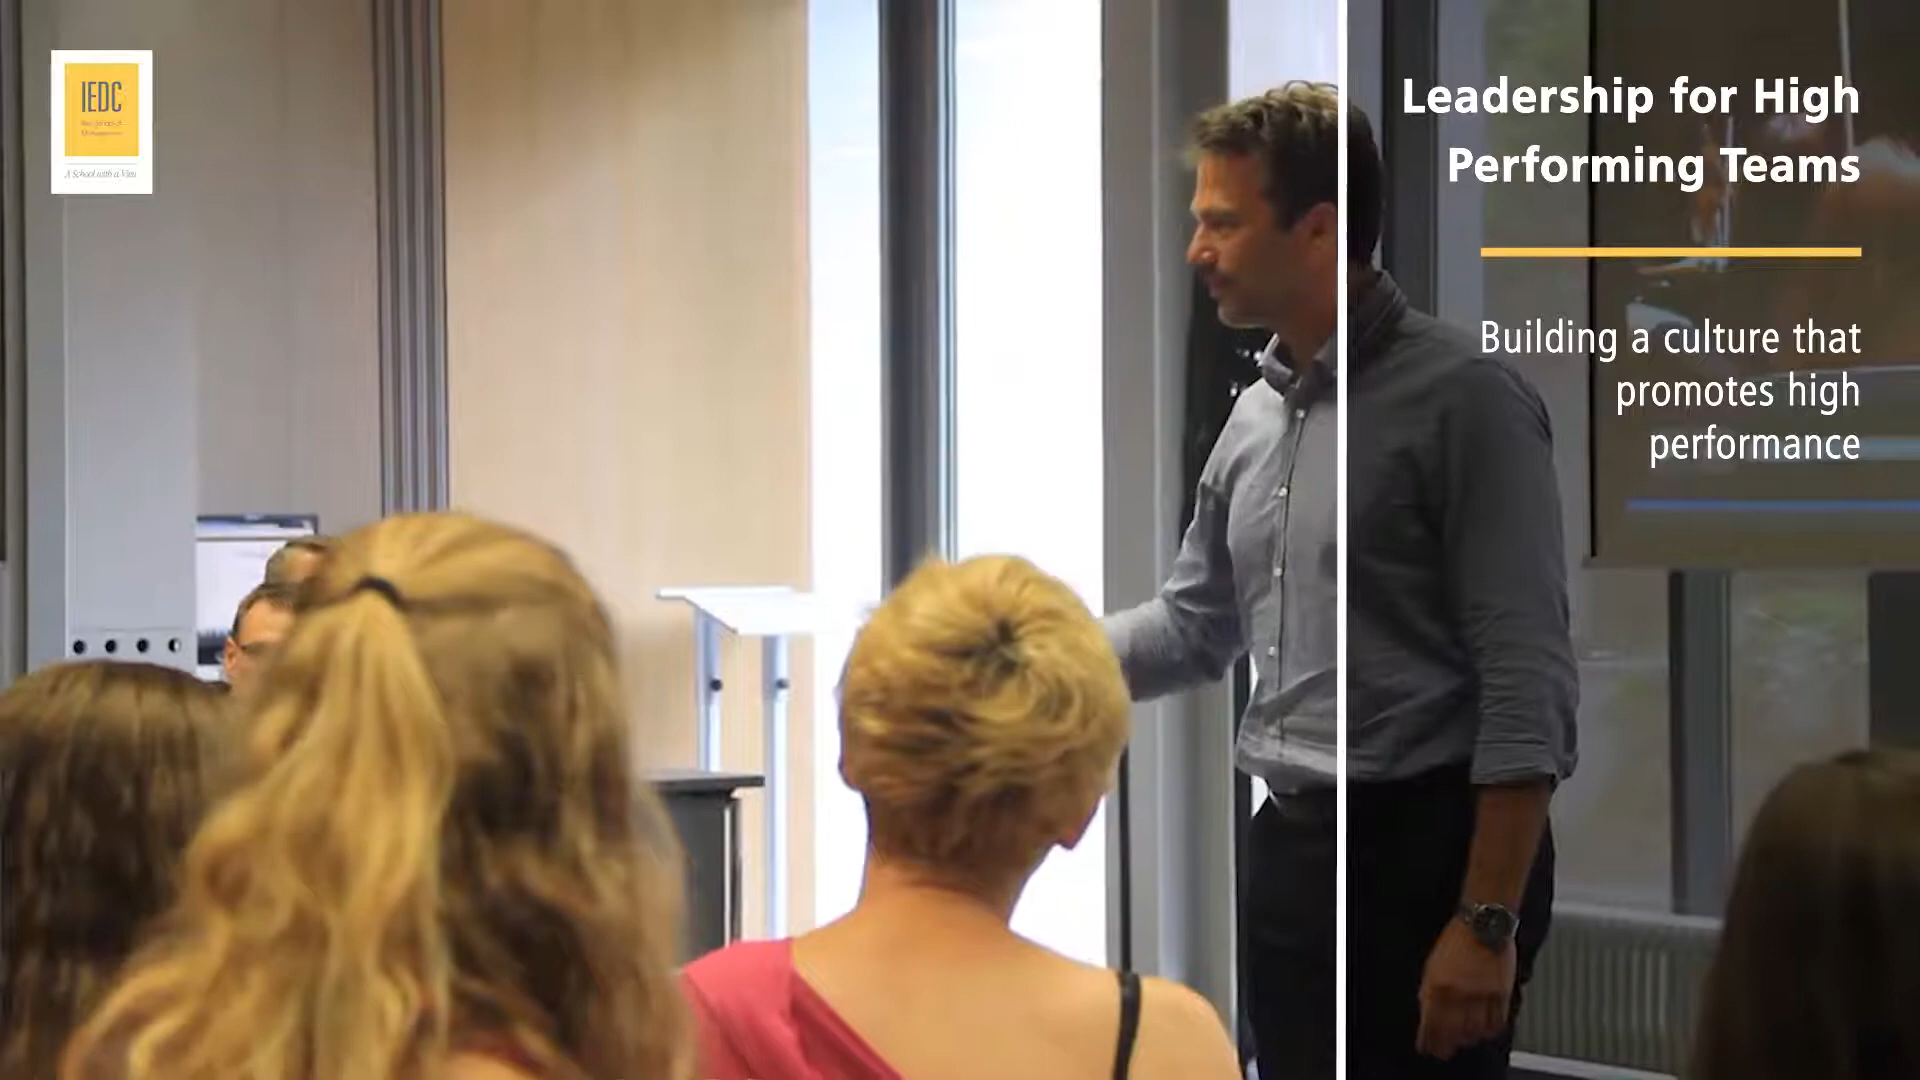 IEDC
A School with a View
Leadership for High
Performing Teams
Building a culture that
promotes high
performance